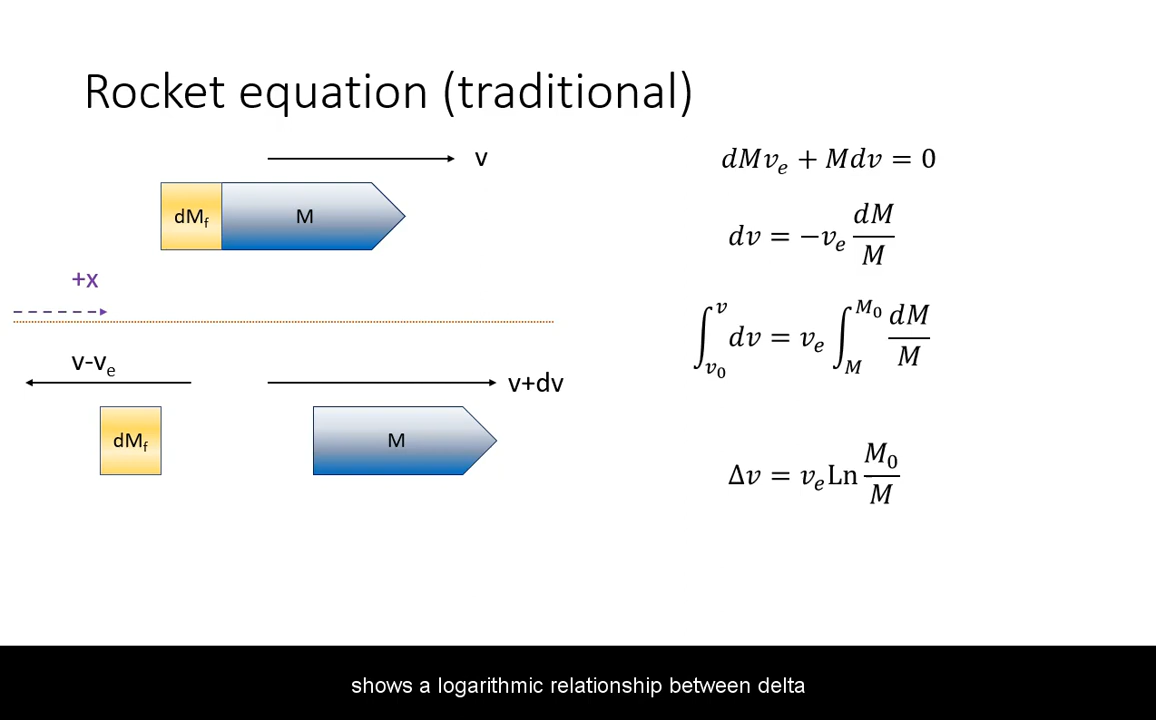 Rocket equation (traditional)
v
dM_f M
+x
v-v_e
v+dv
dM_f M
dMv_e + Mdv = 0
dv = −v_e dM/M
∫_{v_0}^{v} dv = v_e ∫_{M}^{M_0} dM/M
Δv = v_e Ln M_0/M
shows a logarithmic relationship between delta